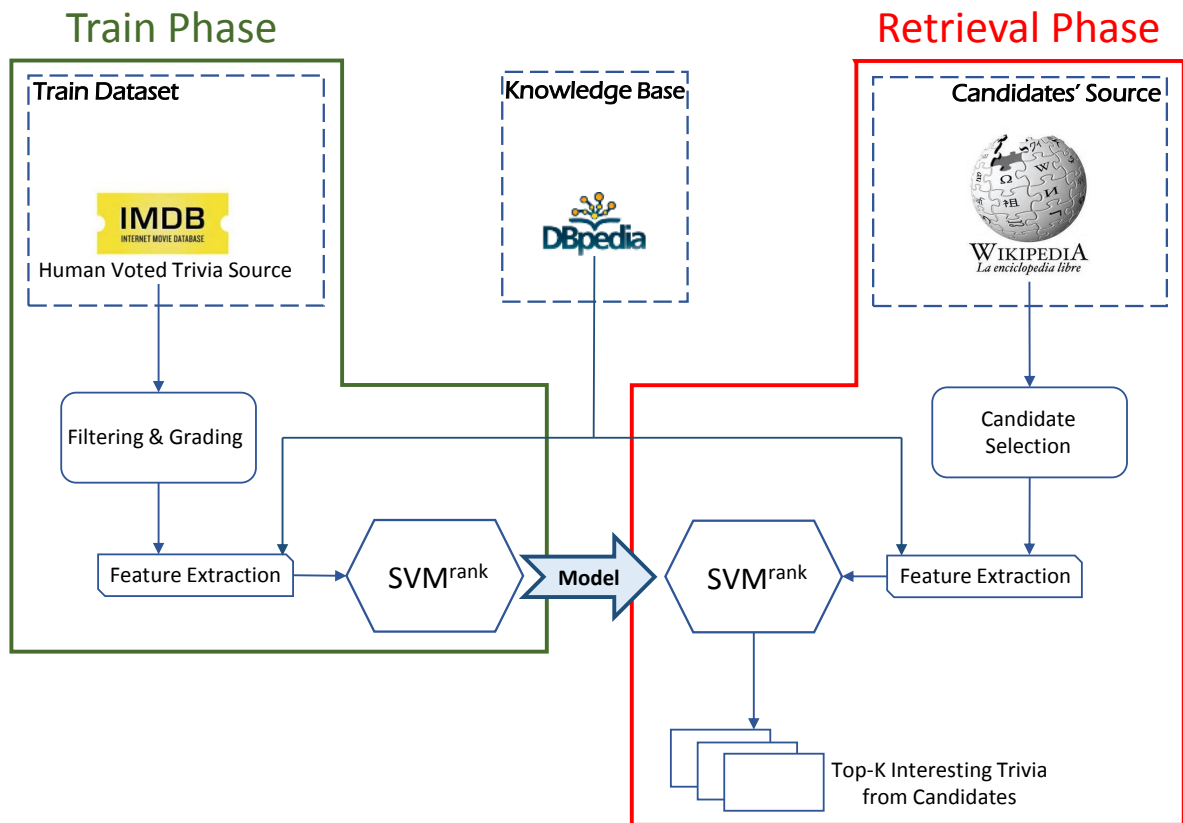 Train Phase
Retrieval Phase
Train Dataset
Knowledge Base
Candidates' Source
IMDB
INTERNET MOVIE DATABASE
Human Voted Trivia Source
DBpedia
Ω
W
И
祖
WIKIPEDIA
La enciclopedia libre
Filtering & Grading
Candidate
Selection
Feature Extraction
SVMrank
Model
SVMrank
Feature Extraction
Top-K Interesting Trivia
from Candidates